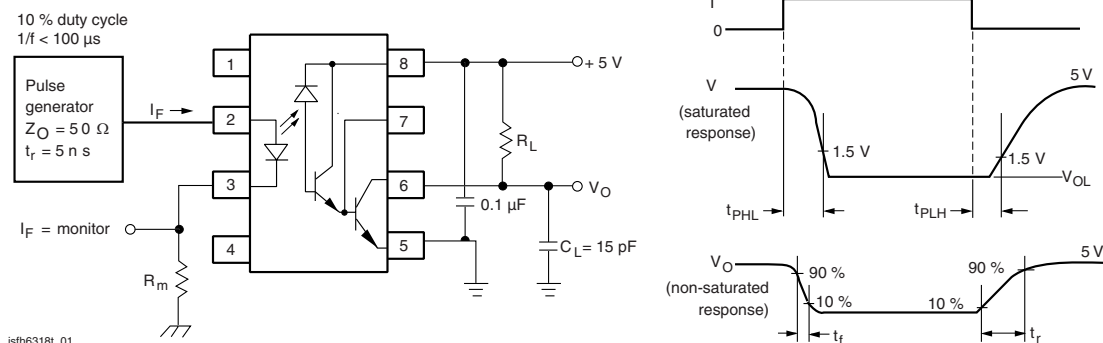 10 % duty cycle
1/f < 100 µs
Pulse
generator
Z_O = 50 Ω
t_r = 5 n s
I_F
1
2
3
4
8
7
6
5
+ 5 V
R_L
V_O
0.1 µF
C_L = 15 pF
I_F = monitor
R_m
isfh6318t_01
0
V
(saturated
response)
5 V
1.5 V
1.5 V
V_OL
t_PHL
t_PLH
V_O
(non-saturated
response)
90 %
10 %
10 %
90 %
5 V
t_f
t_r